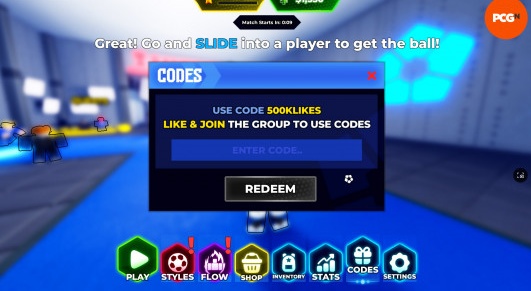 Match Starts In: 0:09
PCG
Great! Go and SLIDE into a player to get the ball!
CODES
USE CODE 500KLIKES
LIKE & JOIN THE GROUP TO USE CODES
ENTER CODE..
REDEEM
PLAY
STYLES
FLOW
SHOP
INVENTORY
STATS
CODES
SETTINGS